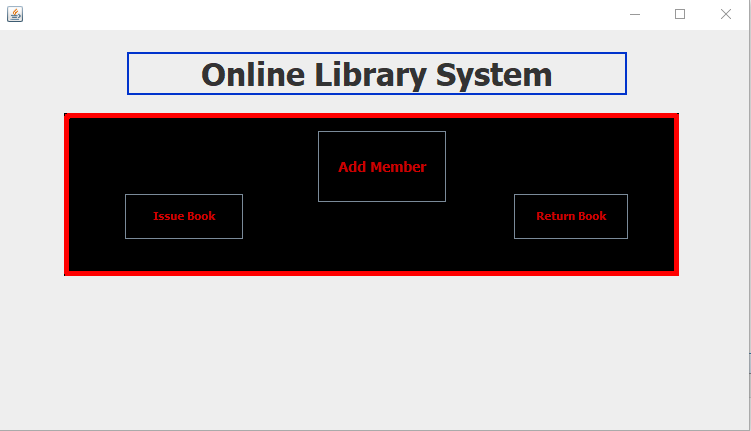 Online Library System
Add Member
Issue Book
Return Book